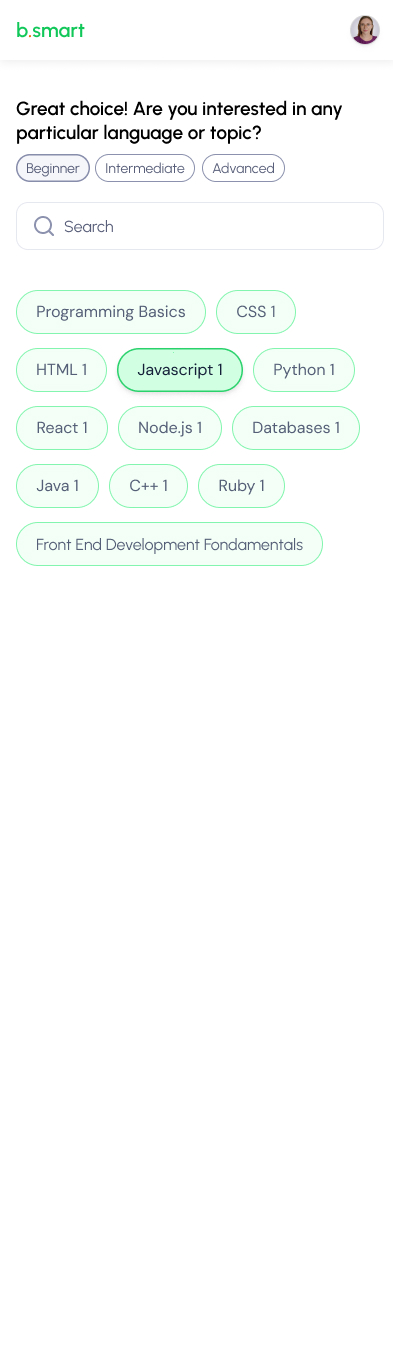 b.smart
Great choice! Are you interested in any
particular language or topic?
Beginner Intermediate Advanced
Search
Programming Basics CSS 1
HTML 1 Javascript 1 Python 1
React 1 Node.js 1 Databases 1
Java 1 C++ 1 Ruby 1
Front End Development Fondamentals